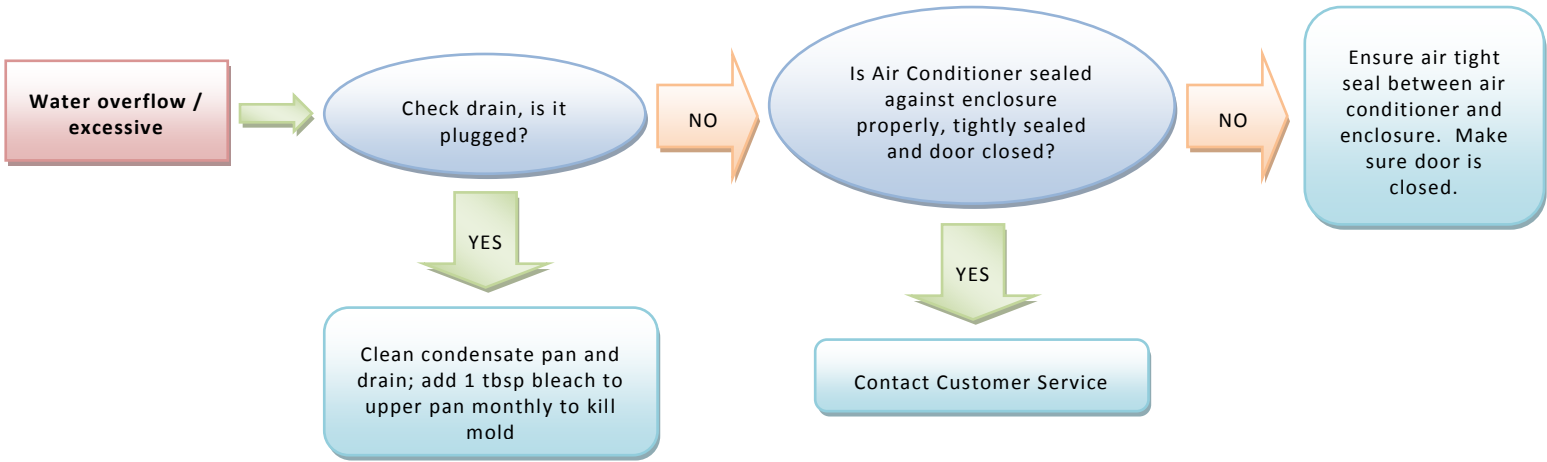 Water overflow /
excessive
Check drain, is it
plugged?
NO
Is Air Conditioner sealed
against enclosure
properly, tightly sealed
and door closed?
NO
Ensure air tight
seal between air
conditioner and
enclosure.  Make
sure door is
closed.
YES
YES
Clean condensate pan and
drain; add 1 tbsp bleach to
upper pan monthly to kill
mold
Contact Customer Service